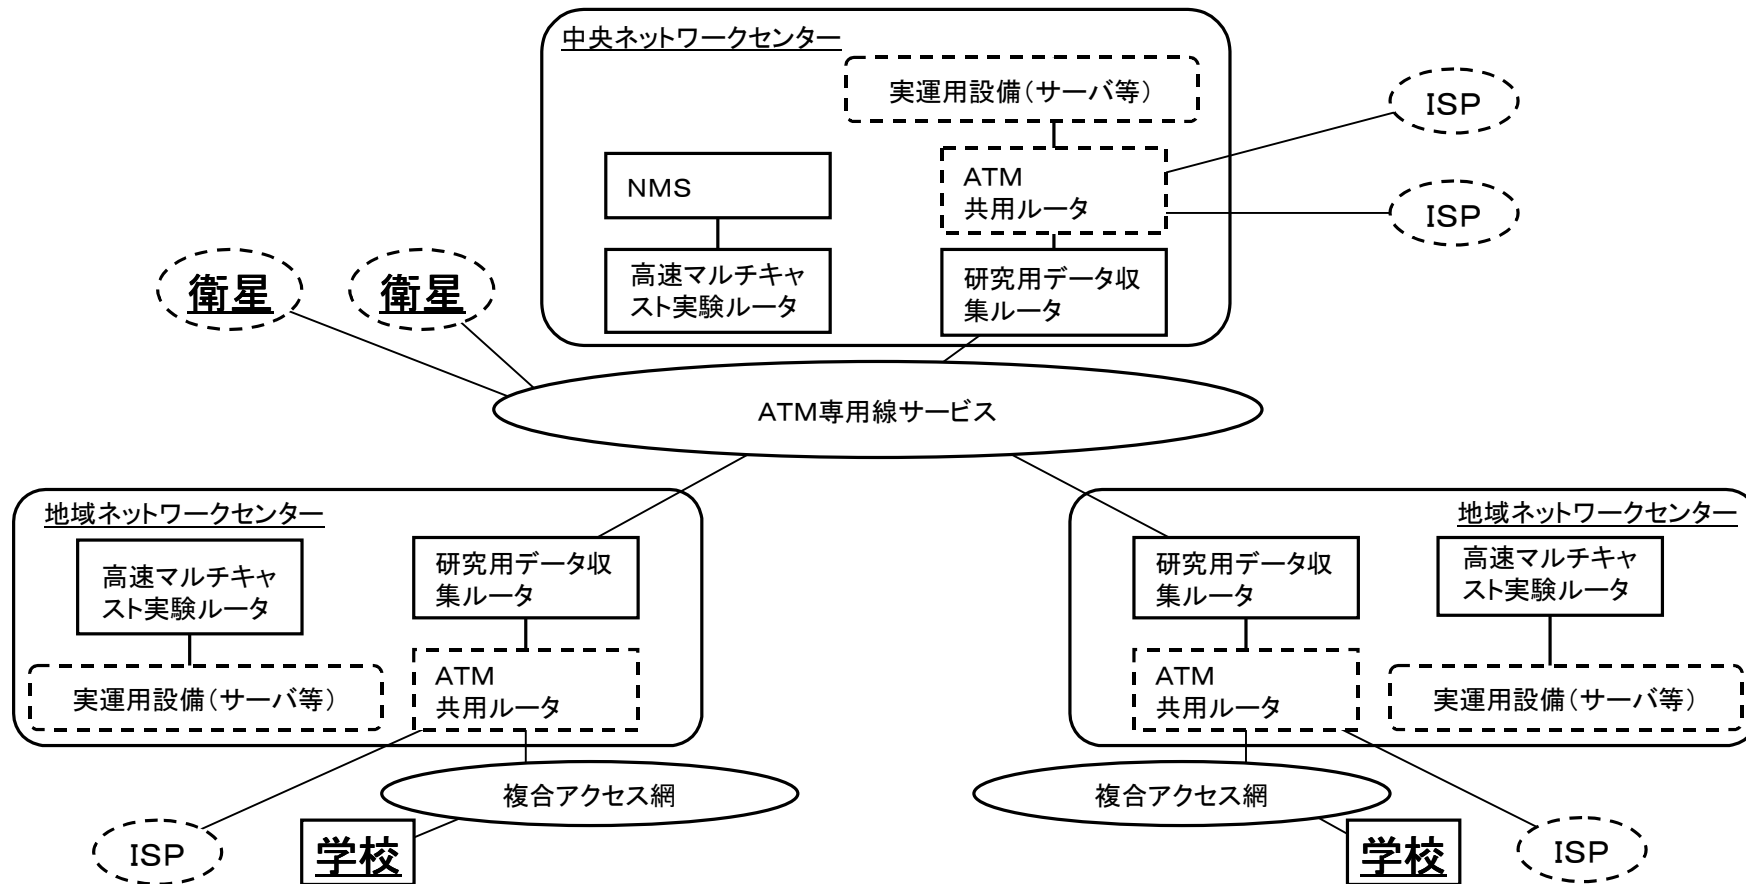 中央ネットワークセンター
実運用設備(サーバ等)
ISP
NMS
ATM
共用ルータ
ISP
衛星
衛星
高速マルチキャ
スト実験ルータ
研究用データ収
集ルータ
ATM専用線サービス
地域ネットワークセンター
高速マルチキャ
スト実験ルータ
研究用データ収
集ルータ
実運用設備(サーバ等)
ATM
共用ルータ
地域ネットワークセンター
研究用データ収
集ルータ
高速マルチキャ
スト実験ルータ
ATM
共用ルータ
実運用設備(サーバ等)
複合アクセス網
複合アクセス網
ISP
学校
学校
ISP